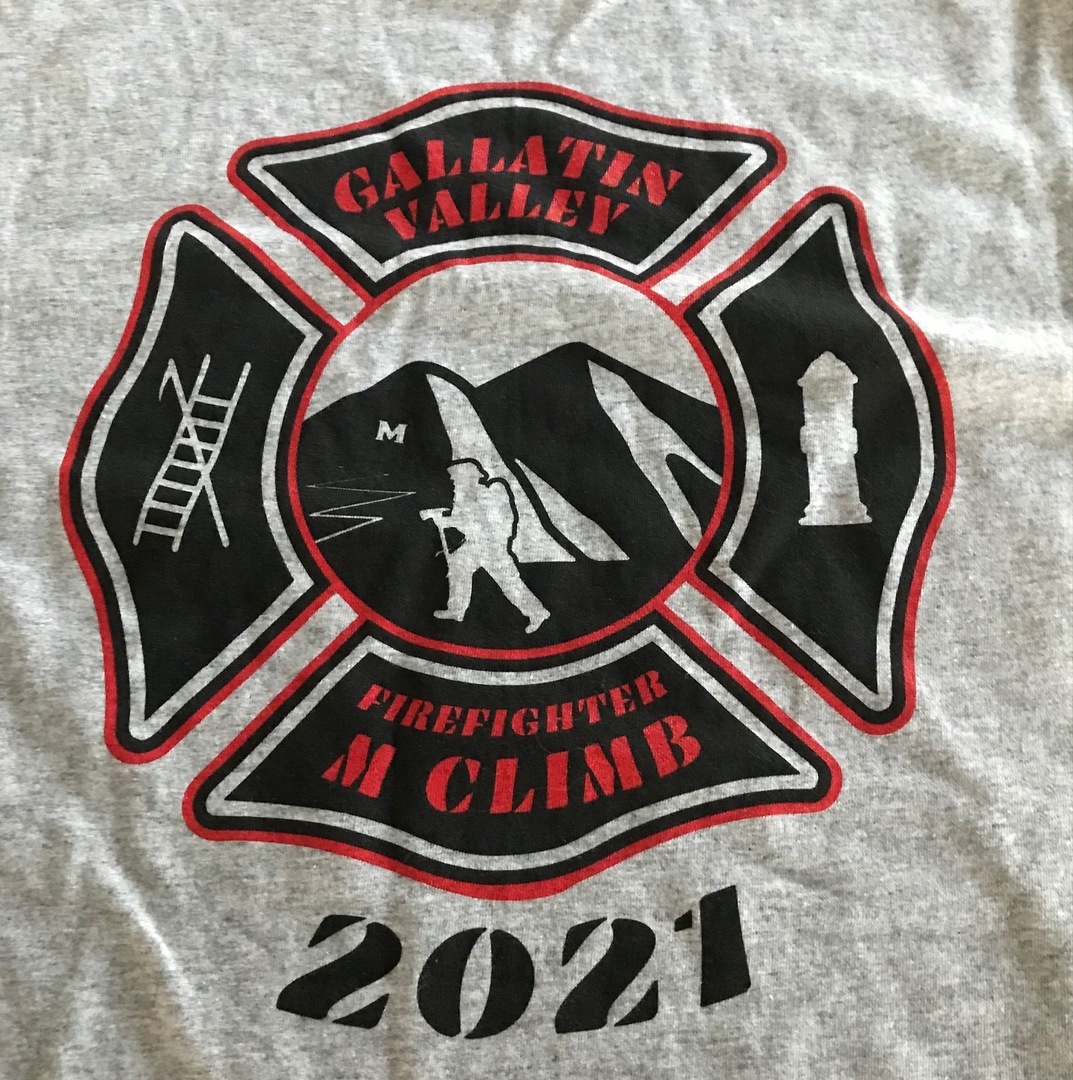 GALLATIN
VALLEY
M
FIREFIGHTER
M CLIMB
2021